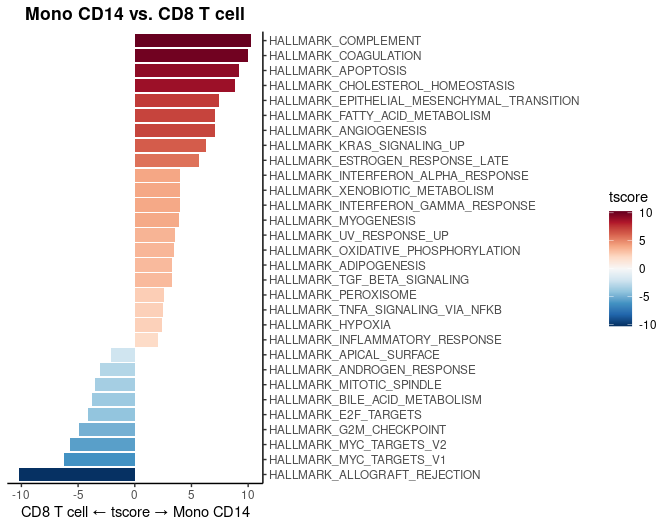 Mono CD14 vs. CD8 T cell
HALLMARK_COMPLEMENT
HALLMARK_COAGULATION
HALLMARK_APOPTOSIS
HALLMARK_CHOLESTEROL_HOMEOSTASIS
HALLMARK_EPITHELIAL_MESENCHYMAL_TRANSITION
HALLMARK_FATTY_ACID_METABOLISM
HALLMARK_ANGIOGENESIS
HALLMARK_KRAS_SIGNALING_UP
HALLMARK_ESTROGEN_RESPONSE_LATE
HALLMARK_INTERFERON_ALPHA_RESPONSE
HALLMARK_XENOBIOTIC_METABOLISM
HALLMARK_INTERFERON_GAMMA_RESPONSE
HALLMARK_MYOGENESIS
HALLMARK_UV_RESPONSE_UP
HALLMARK_OXIDATIVE_PHOSPHORYLATION
HALLMARK_ADIPOGENESIS
HALLMARK_TGF_BETA_SIGNALING
HALLMARK_PEROXISOME
HALLMARK_TNFA_SIGNALING_VIA_NFKB
HALLMARK_HYPOXIA
HALLMARK_INFLAMMATORY_RESPONSE
HALLMARK_APICAL_SURFACE
HALLMARK_ANDROGEN_RESPONSE
HALLMARK_MITOTIC_SPINDLE
HALLMARK_BILE_ACID_METABOLISM
HALLMARK_E2F_TARGETS
HALLMARK_G2M_CHECKPOINT
HALLMARK_MYC_TARGETS_V2
HALLMARK_MYC_TARGETS_V1
HALLMARK_ALLOGRAFT_REJECTION
-10 -5 0 5 10
CD8 T cell ← tscore → Mono CD14
tscore
10
5
0
-5
-10